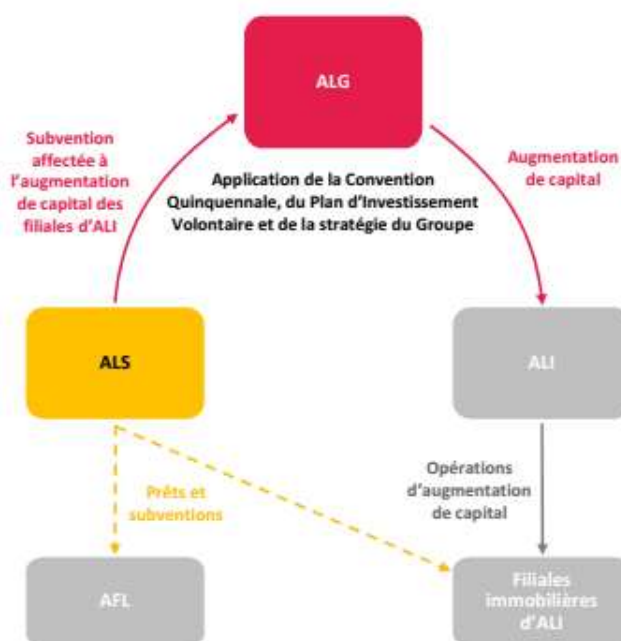 ALG
Subvention
affectée à
l'augmentation
de capital des
filiales d'ALI
Application de la Convention
Quinquennale, du Plan d'Investissement
Volontaire et de la stratégie du Groupe
Augmentation
de capital
ALS
ALI
Prêts et
subventions
Opérations
d'augmentation
de capital
AFL
Filiales
immobilières
d'ALI